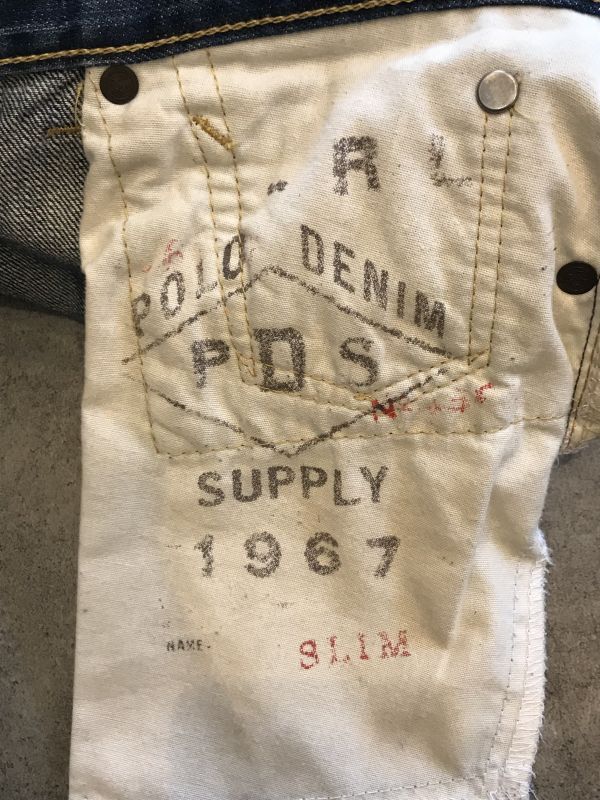 RL
POLO DENIM
PDS
SUPPLY
1967
NAME. SLIM